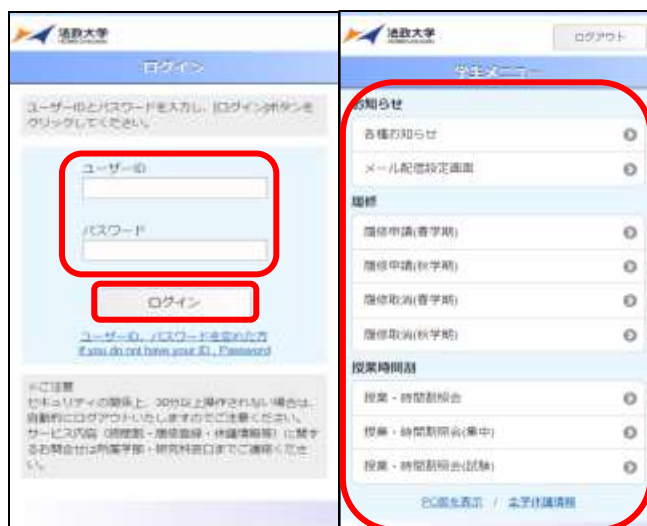 法政大学
ログイン
ユーザーIDとパスワードを入力し、[ログイン]ボタンを
クリックしてください。
ユーザーID
パスワード
ログイン
ユーザーID、パスワードを忘れた方
If you do not have your ID , Password
※ご注意
セキュリティの関係上、30分以上操作されない場合は、
自動的にログアウトいたしますのでご注意ください。
サービス内容（時間割・履修登録・休講情報等）に関す
るお問合せは所属学部・研究科窓口までご連絡くださ
い。
法政大学
ログアウト
学生メニュー
お知らせ
各種お知らせ
メール配信設定画面
履修
履修申請(春学期)
履修申請(秋学期)
履修取消(春学期)
履修取消(秋学期)
授業時間割
授業・時間割照会
授業・時間割照会(集中)
授業・時間割照会(試験)
PC版を表示 / 全学休講情報